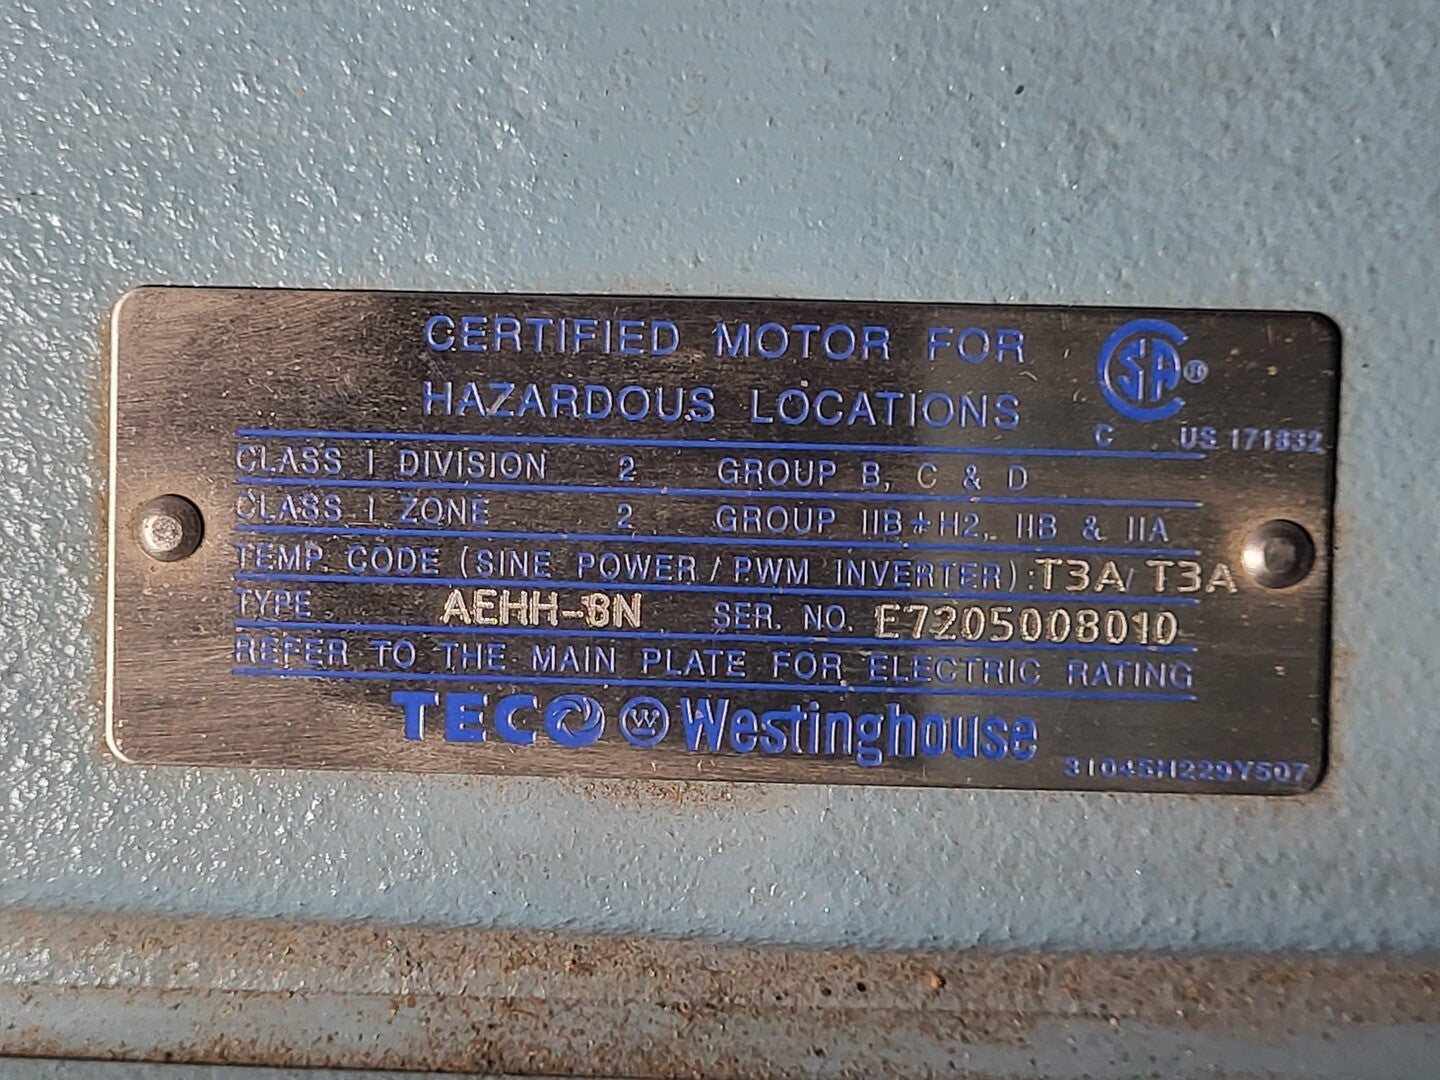 CERTIFIED MOTOR FOR
HAZARDOUS LOCATIONS
CSA®
C US 171832
CLASS I DIVISION 2 GROUP B, C & D
CLASS I ZONE 2 GROUP IIB+H2, IIB & IIA
TEMP. CODE (SINE POWER/PWM INVERTER): T3A/T3A
TYPE AEHH-8N SER. NO. E7205008010
REFER TO THE MAIN PLATE FOR ELECTRIC RATING
TECO W Westinghouse